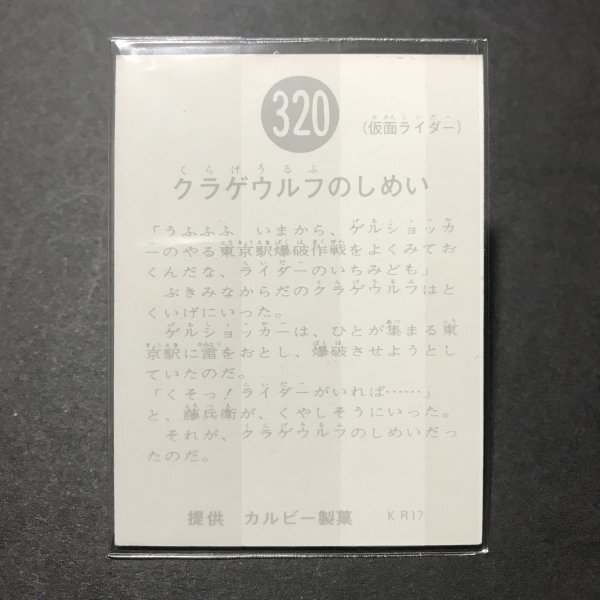 320
(仮面ライダー)
クラゲウルフのしめい
「うふふふ　いまから、ゲルショッカ
ーのやる東京駅爆破作戦をよくみてお
くんだな、ライダーのいちみども」
ぶきみなからだのクラゲウルフはと
くいげにいった。
ゲルショッカーは、ひとが集まる東
京駅に雷をおとし、爆破させようとし
ていたのだ。
「くそっ！ライダーがいれば……」
と、藤兵衛が、くやしそうにいった。
それが、クラゲウルフのしめいだっ
たのだ。
提供　カルビー製菓　KR17